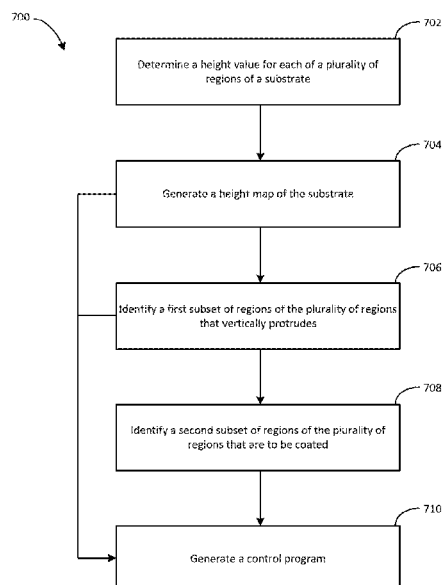 700
702
Determine a height value for each of a plurality of
regions of a substrate
704
Generate a height map of the substrate
706
Identify a first subset of regions of the plurality of regions
that vertically protrudes
708
Identify a second subset of regions of the plurality of
regions that are to be coated
710
Generate a control program